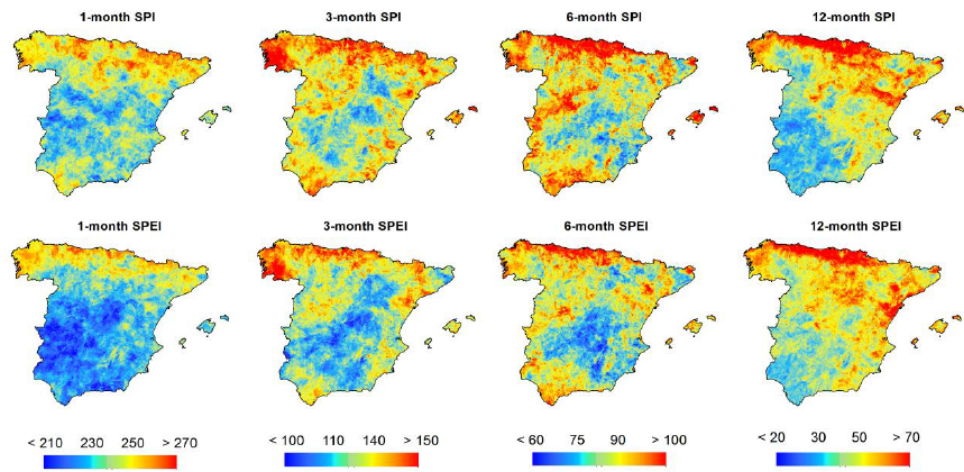 1-month SPI 3-month SPI 6-month SPI 12-month SPI
1-month SPEI 3-month SPEI 6-month SPEI 12-month SPEI
< 210 230 250 > 270 < 100 110 140 > 150 < 60 75 90 > 100 < 20 30 50 > 70